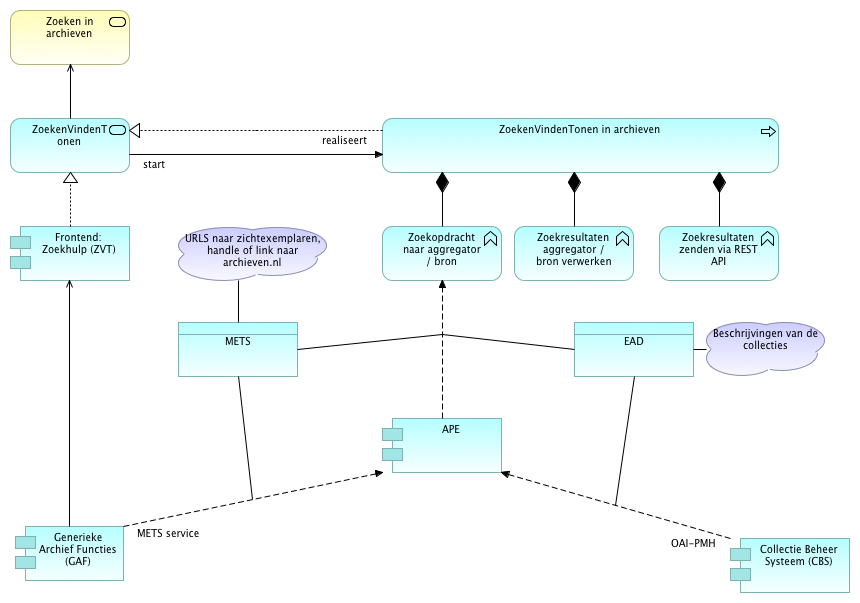 Zoeken in
archieven
ZoekenVindenT
onen
realiseert
start
ZoekenVindenTonen in archieven
Frontend:
Zoekhulp (ZVT)
URLS naar zichtexemplaren,
handle of link naar
archieven.nl
Zoekopdracht
naar aggregator
/ bron
Zoekresultaten
aggregator /
bron verwerken
Zoekresultaten
zenden via REST
API
METS
EAD
Beschrijvingen van de
collecties
APE
METS service
OAI-PMH
Generieke
Archief Functies
(GAF)
Collectie Beheer
Systeem (CBS)